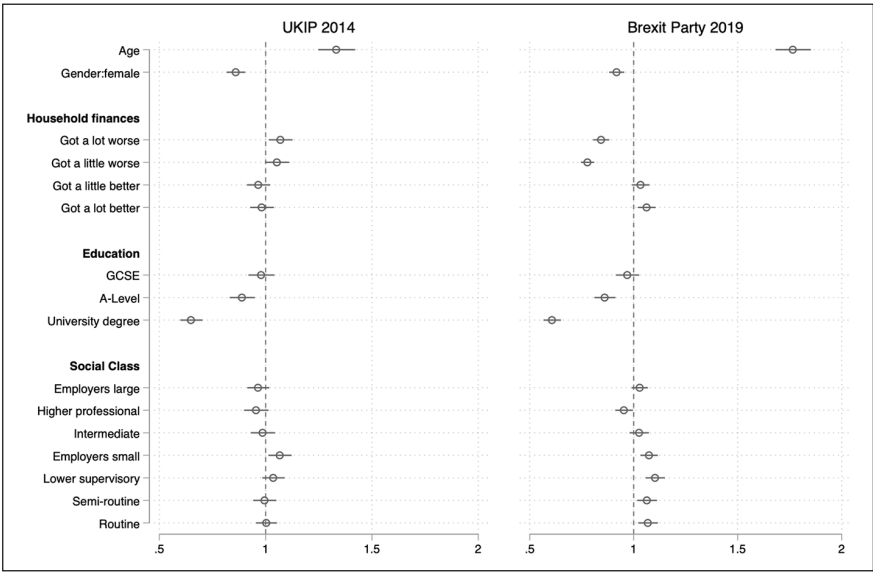 UKIP 2014 Brexit Party 2019
Age
Gender:female
Household finances
Got a lot worse
Got a little worse
Got a little better
Got a lot better
Education
GCSE
A-Level
University degree
Social Class
Employers large
Higher professional
Intermediate
Employers small
Lower supervisory
Semi-routine
Routine
.5 1 1.5 2 .5 1 1.5 2